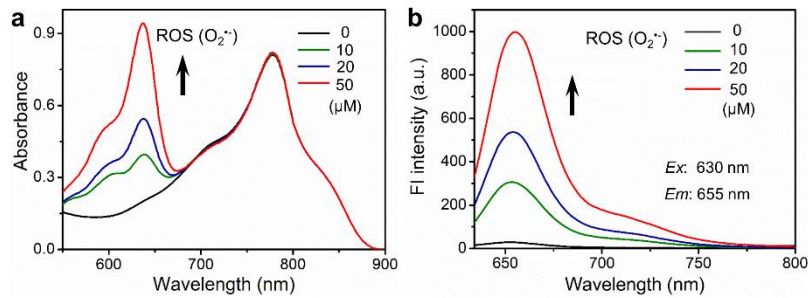 a
0.9
0.6
0.3
0.0
Absorbance
ROS (O₂•-)
0
10
20
50
(μM)
600 700 800 900
Wavelength (nm)
b
1000
800
600
400
200
0
FI intensity (a.u.)
ROS (O₂•-)
0
10
20
50
(μM)
Ex: 630 nm
Em: 655 nm
650 700 750 800
Wavelength (nm)